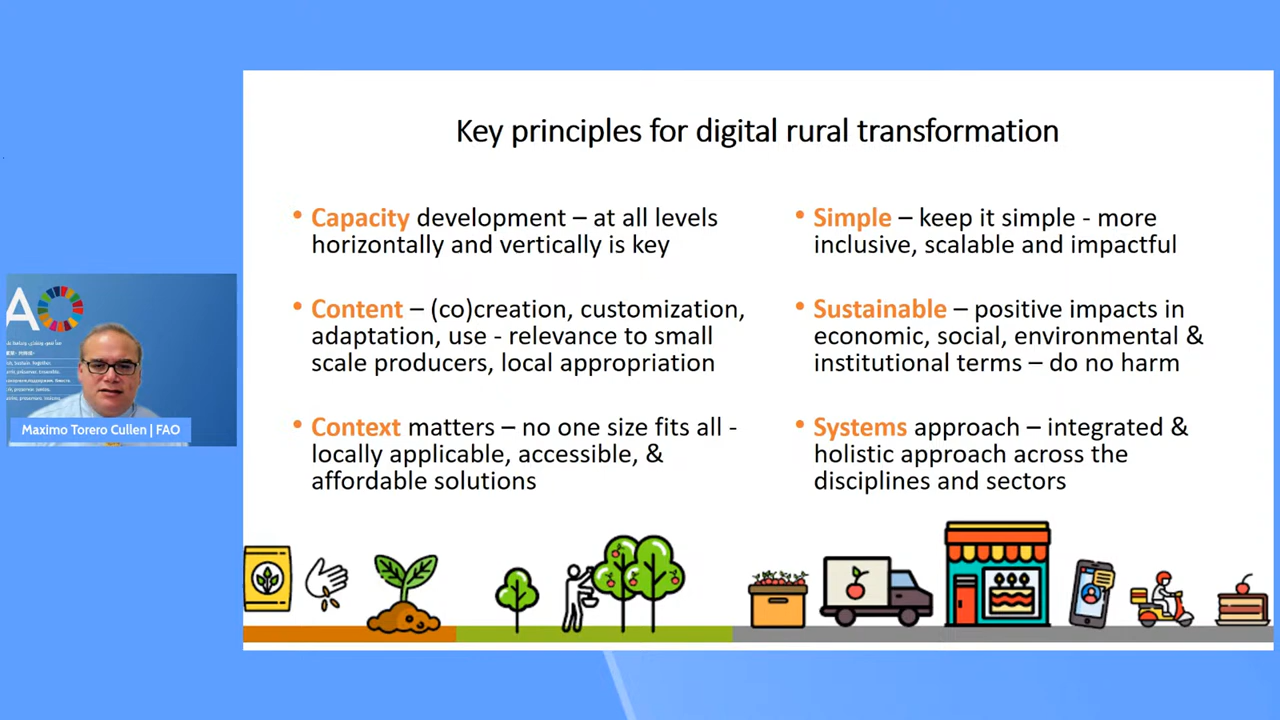 Key principles for digital rural transformation
• Capacity development – at all levels
horizontally and vertically is key
• Content – (co)creation, customization,
adaptation, use - relevance to small
scale producers, local appropriation
• Context matters – no one size fits all -
locally applicable, accessible, &
affordable solutions
• Simple – keep it simple - more
inclusive, scalable and impactful
• Sustainable – positive impacts in
economic, social, environmental &
institutional terms – do no harm
• Systems approach – integrated &
holistic approach across the
disciplines and sectors
A
Maximo Torero Cullen | FAO